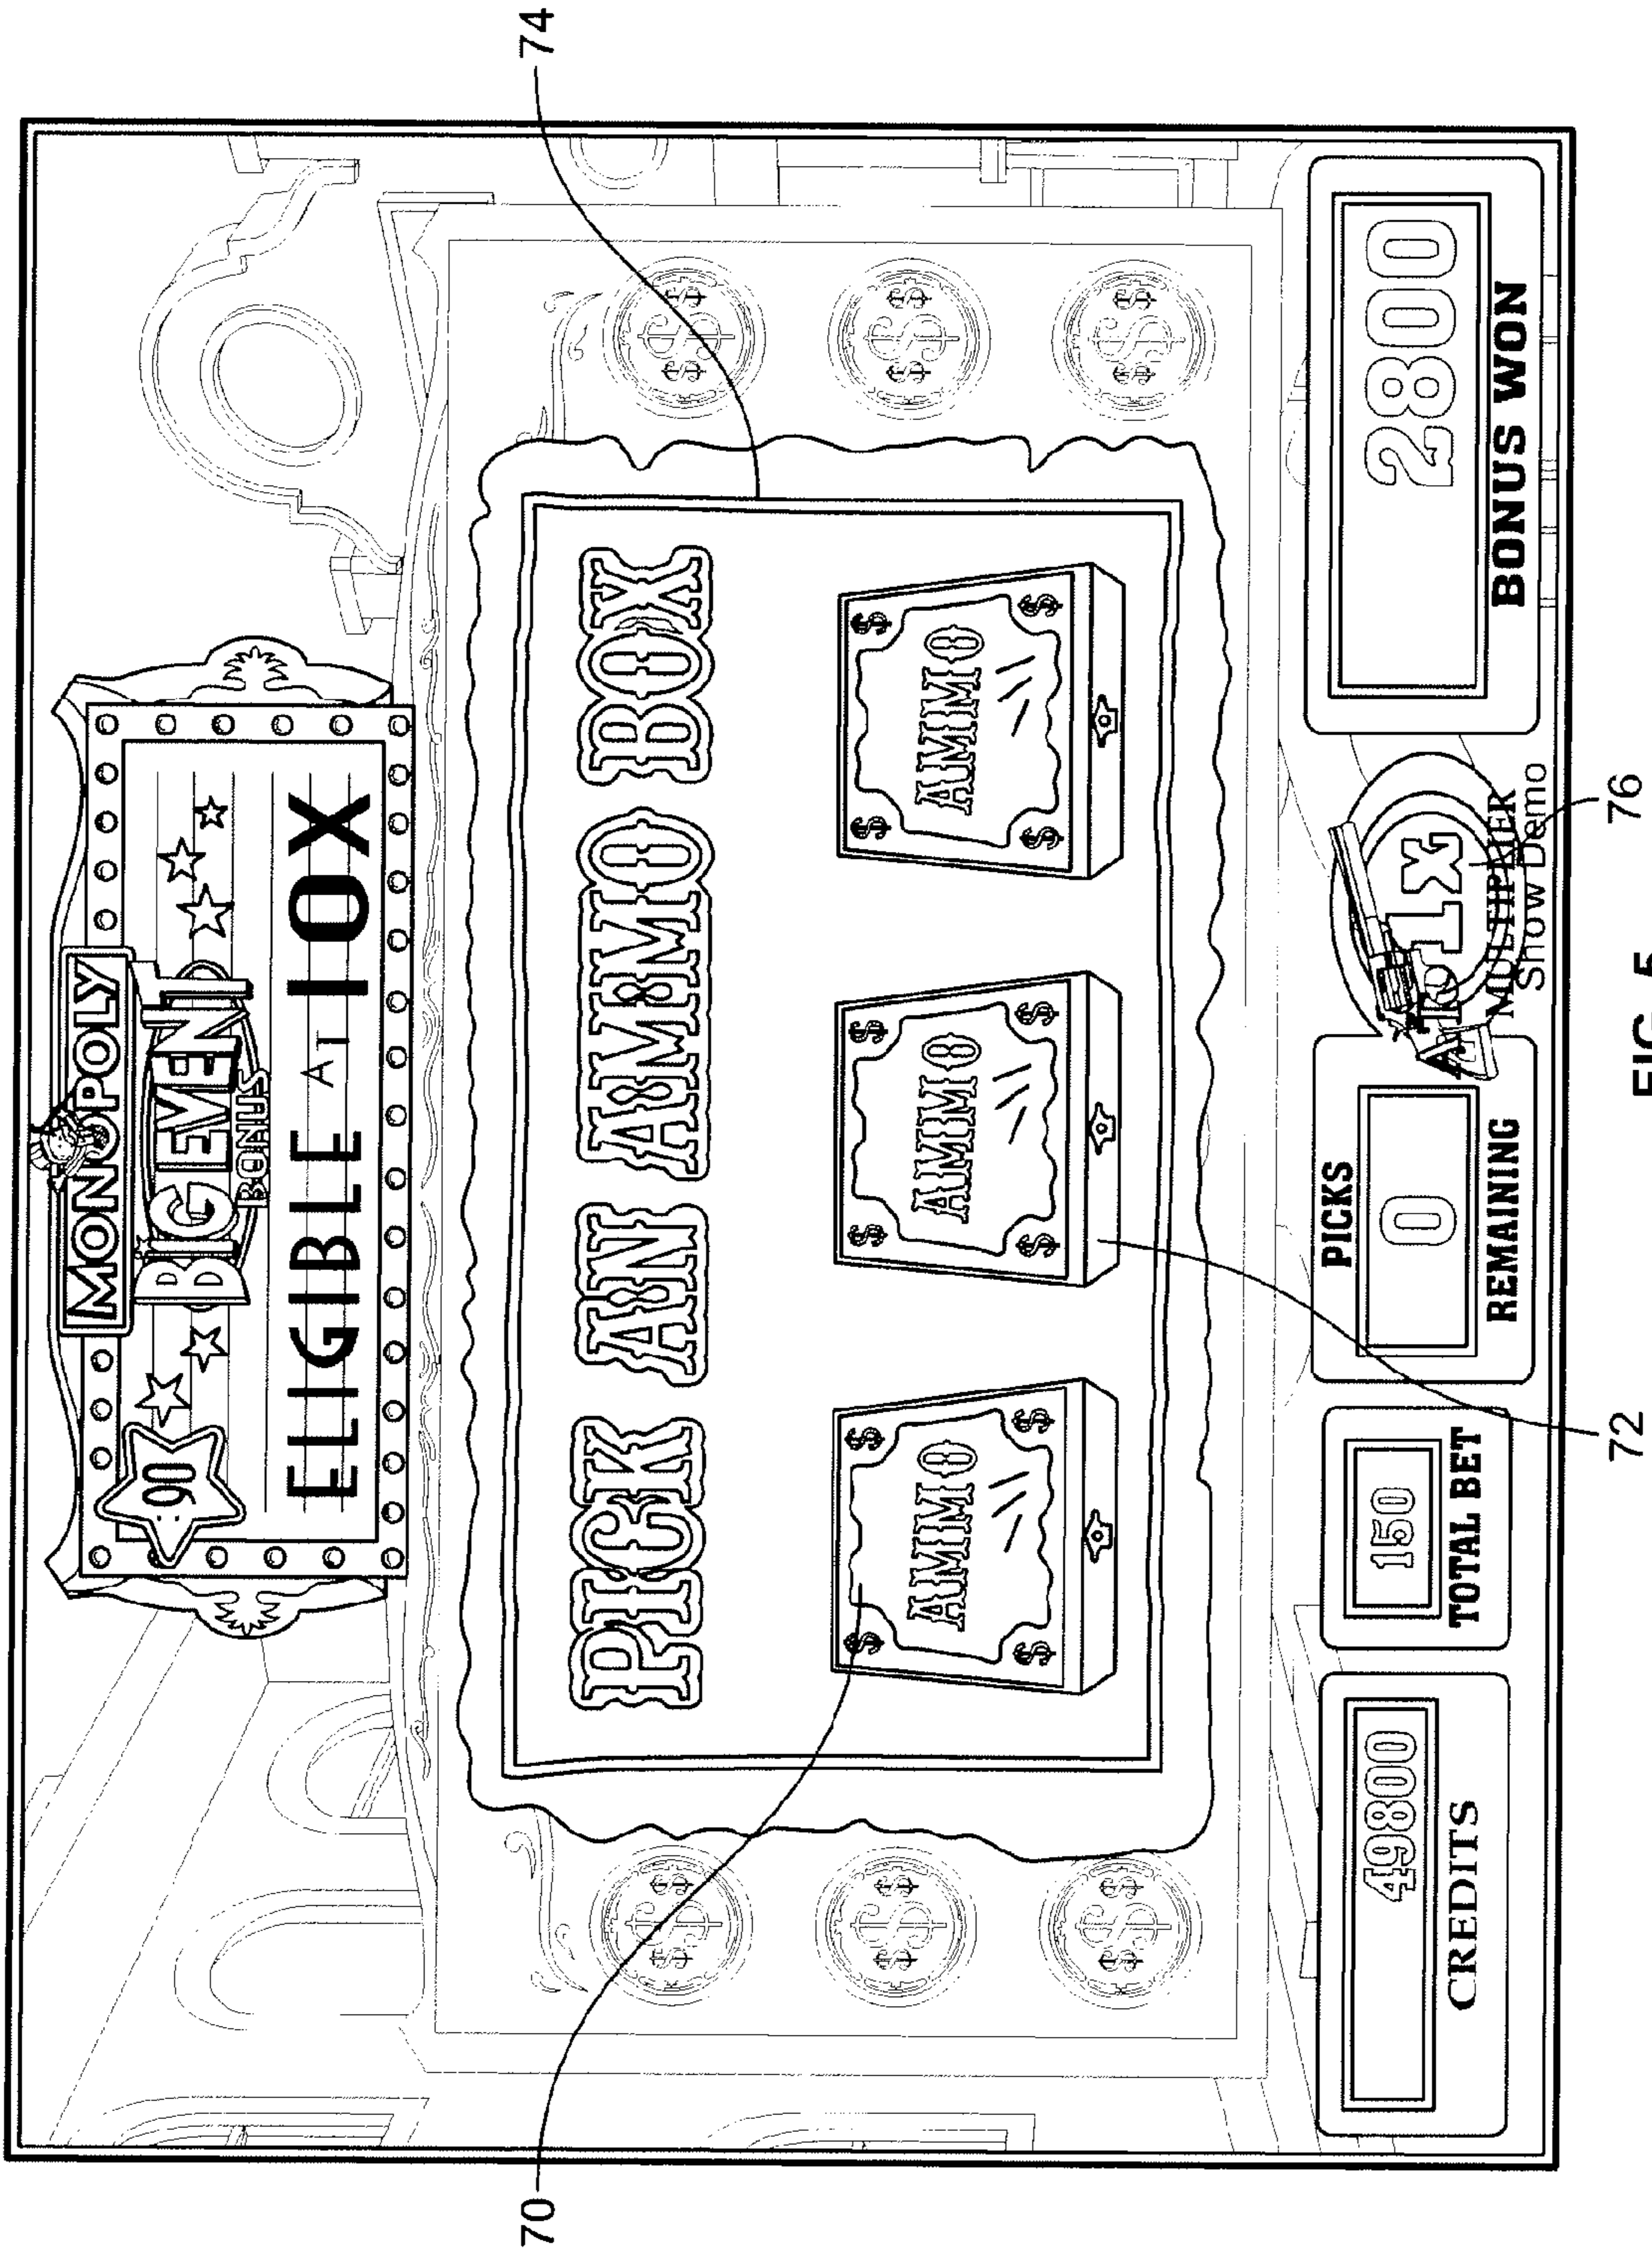 74
MONOPOLY
BIG EVENT
BONUS
:90
ELIGIBLE AT 10X
PICK AN AMMO BOX
AMMO
AMMO
AMMO
70
49800
CREDITS
150
TOTAL BET
PICKS
0
REMAINING
1x
MULTIPLIER
Show Demo
2800
BONUS WON
72
76
FIG. 5